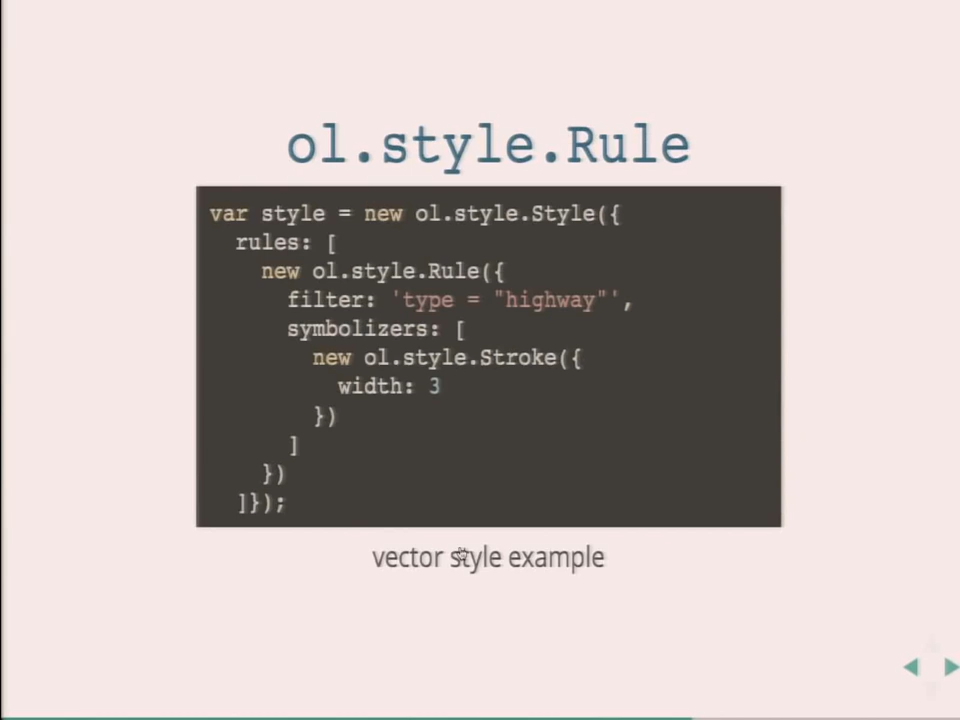 ol.style.Rule
var style = new ol.style.Style({
  rules: [
    new ol.style.Rule({
      filter: 'type = "highway"',
      symbolizers: [
        new ol.style.Stroke({
          width: 3
        })
      ]
    })
  ]});
vector style example